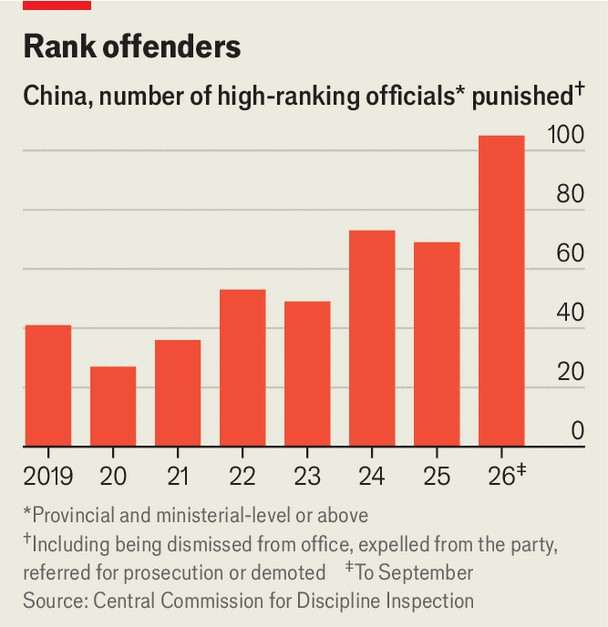 Rank offenders
China, number of high-ranking officials* punished†
100
80
60
40
20
0
2019 20 21 22 23 24 25 26‡
*Provincial and ministerial-level or above
†Including being dismissed from office, expelled from the party,
referred for prosecution or demoted ‡To September
Source: Central Commission for Discipline Inspection